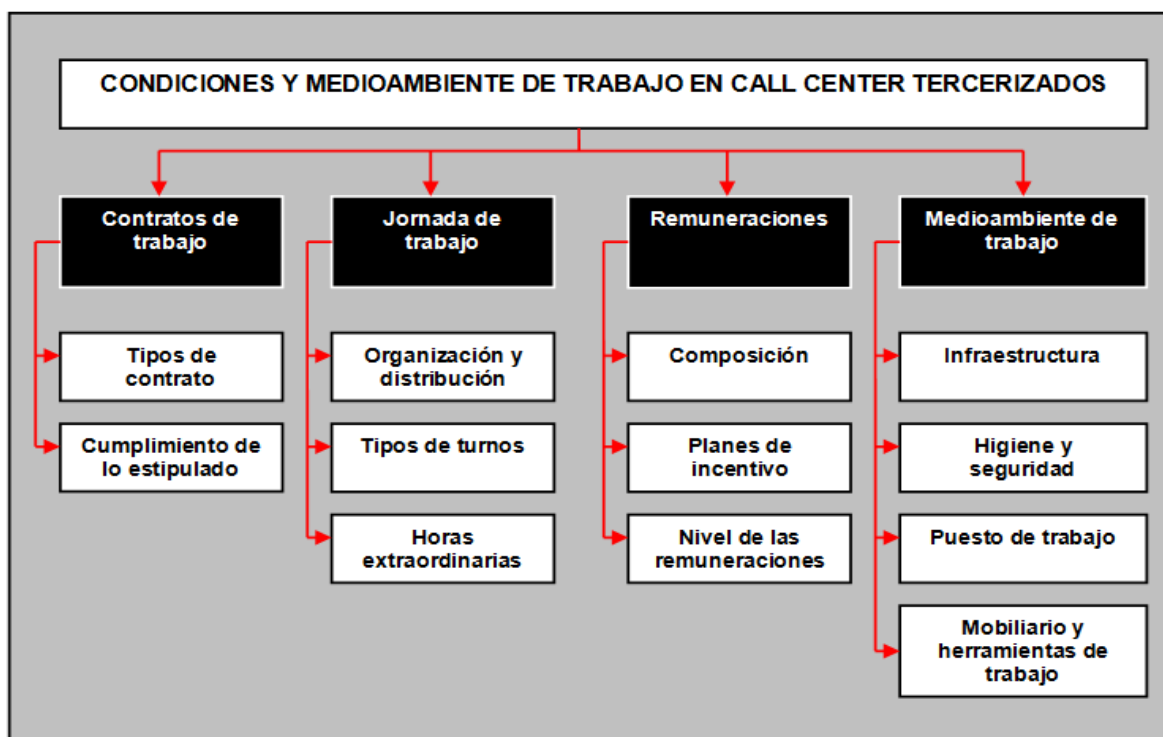 CONDICIONES Y MEDIOAMBIENTE DE TRABAJO EN CALL CENTER TERCERIZADOS
Contratos de
trabajo
Jornada de
trabajo
Remuneraciones
Medioambiente de
trabajo
Tipos de
contrato
Organización y
distribución
Composición
Infraestructura
Cumplimiento de
lo estipulado
Tipos de turnos
Planes de
incentivo
Higiene y
seguridad
Horas
extraordinarias
Nivel de las
remuneraciones
Puesto de trabajo
Mobiliario y
herramientas de
trabajo